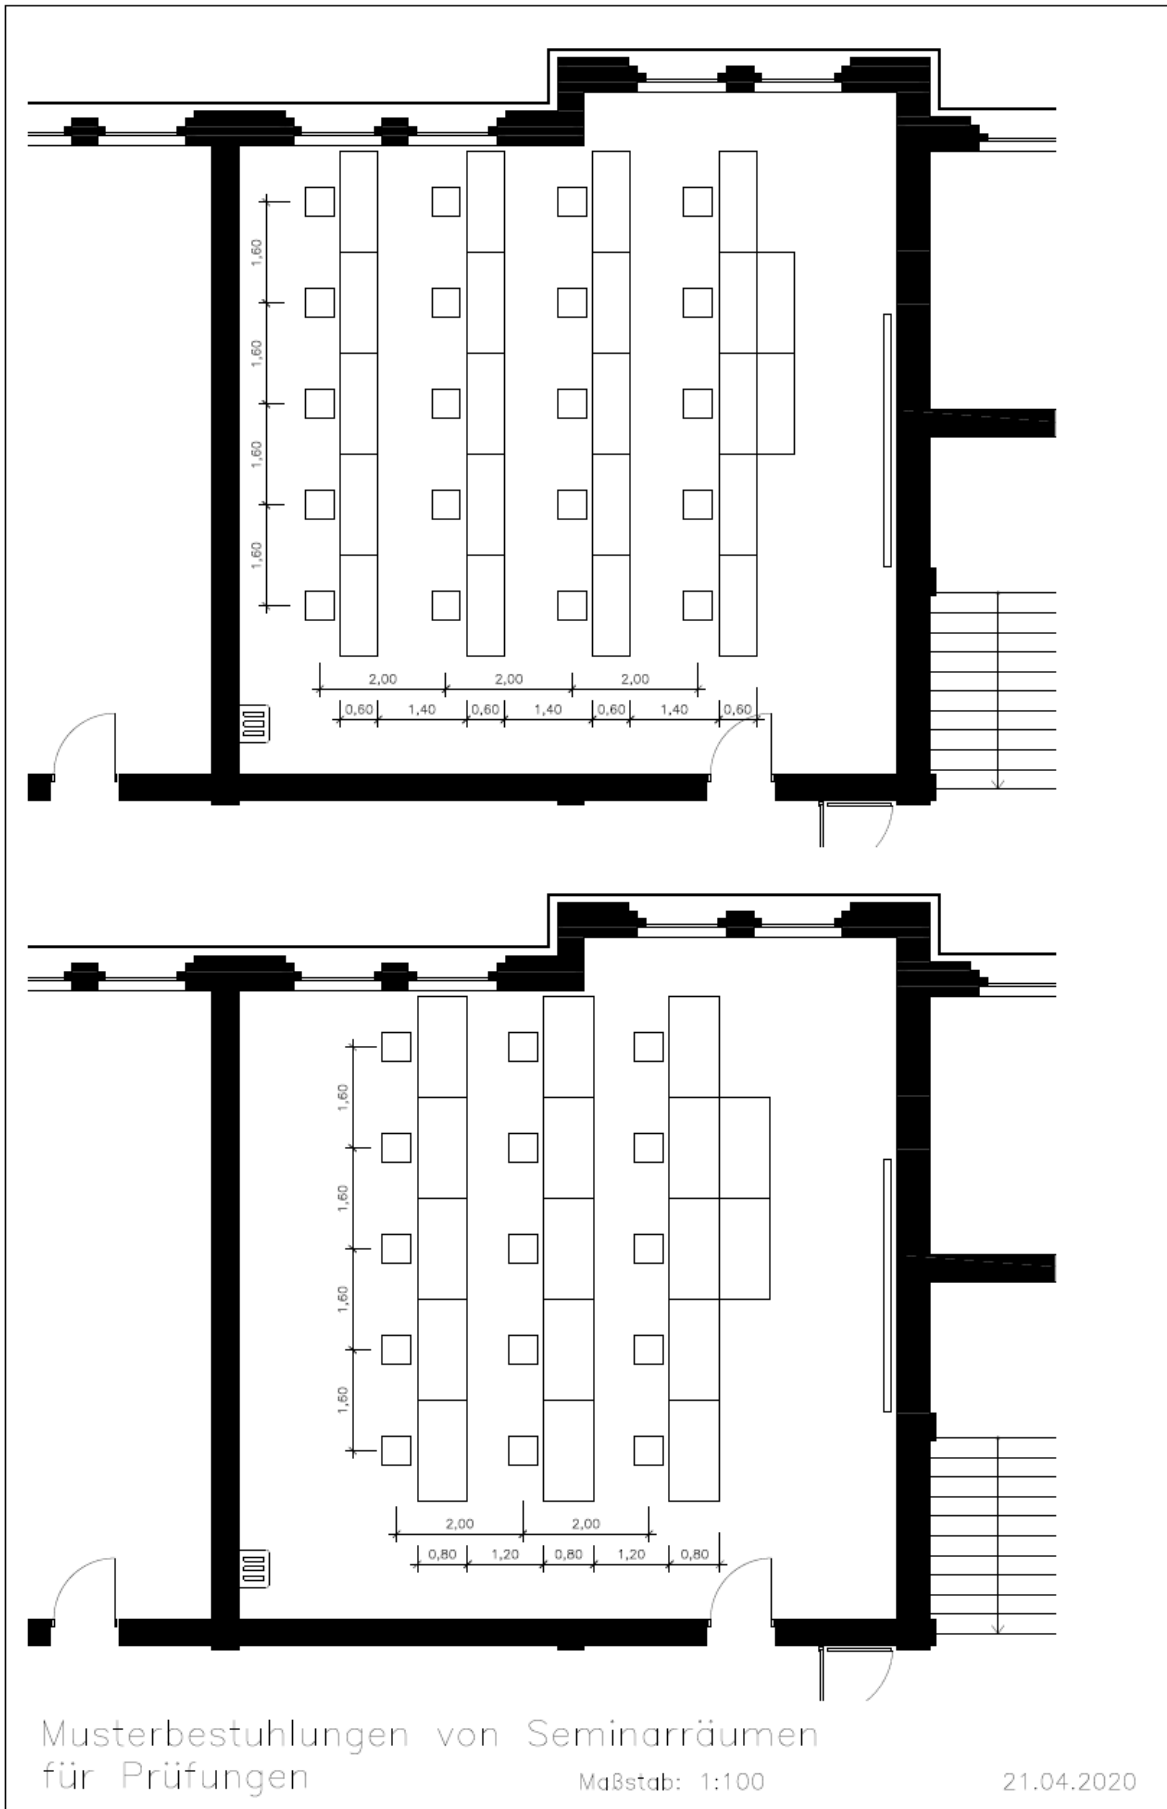 1,60
1,60
1,60
1,60
2,00 2,00 2,00
0,60 1,40 0,60 1,40 0,60 1,40 0,60
1,60
1,60
1,60
1,60
2,00 2,00
0,80 1,20 0,80 1,20 0,80
Musterbestuhlungen von Seminarräumen
für Prüfungen
Maßstab: 1:100
21.04.2020